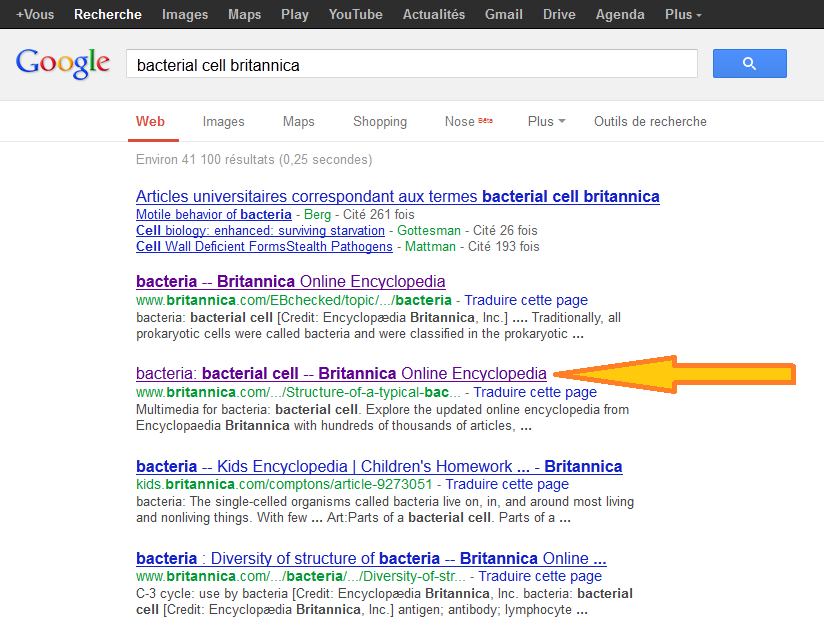 +Vous Recherche Images Maps Play YouTube Actualités Gmail Drive Agenda Plus
Google bacterial cell britannica
Web Images Maps Shopping Nose Bêta Plus Outils de recherche
Environ 41 100 résultats (0,25 secondes)
Articles universitaires correspondant aux termes bacterial cell britannica
Motile behavior of bacteria - Berg - Cité 261 fois
Cell biology: enhanced: surviving starvation - Gottesman - Cité 26 fois
Cell Wall Deficient FormsStealth Pathogens - Mattman - Cité 193 fois
bacteria -- Britannica Online Encyclopedia
www.britannica.com/EBchecked/topic/.../bacteria - Traduire cette page
bacteria: bacterial cell [Credit: Encyclopædia Britannica, Inc.] .... Traditionally, all
prokaryotic cells were called bacteria and were classified in the prokaryotic ...
bacteria: bacterial cell -- Britannica Online Encyclopedia
www.britannica.com/.../Structure-of-a-typical-bac... - Traduire cette page
Multimedia for bacteria: bacterial cell. Explore the updated online encyclopedia from
Encyclopaedia Britannica with hundreds of thousands of articles, ...
bacteria -- Kids Encyclopedia | Children's Homework ... - Britannica
kids.britannica.com/comptons/article-9273051 - Traduire cette page
bacteria: The single-celled organisms called bacteria live on, in, and around most living
and nonliving things. With few ... Art:Parts of a bacterial cell. Parts of a ...
bacteria : Diversity of structure of bacteria -- Britannica Online ...
www.britannica.com/.../bacteria/.../Diversity-of-str... - Traduire cette page
C-3 cycle: use by bacteria [Credit: Encyclopædia Britannica, Inc. bacteria: bacterial
cell [Credit: Encyclopædia Britannica, Inc.] antigen; antibody; lymphocyte ...